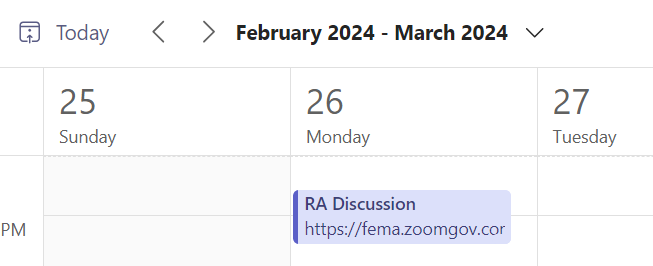 Today
February 2024 - March 2024
25
Sunday
26
Monday
27
Tuesday
RA Discussion
https://fema.zoomgov.cor
PM